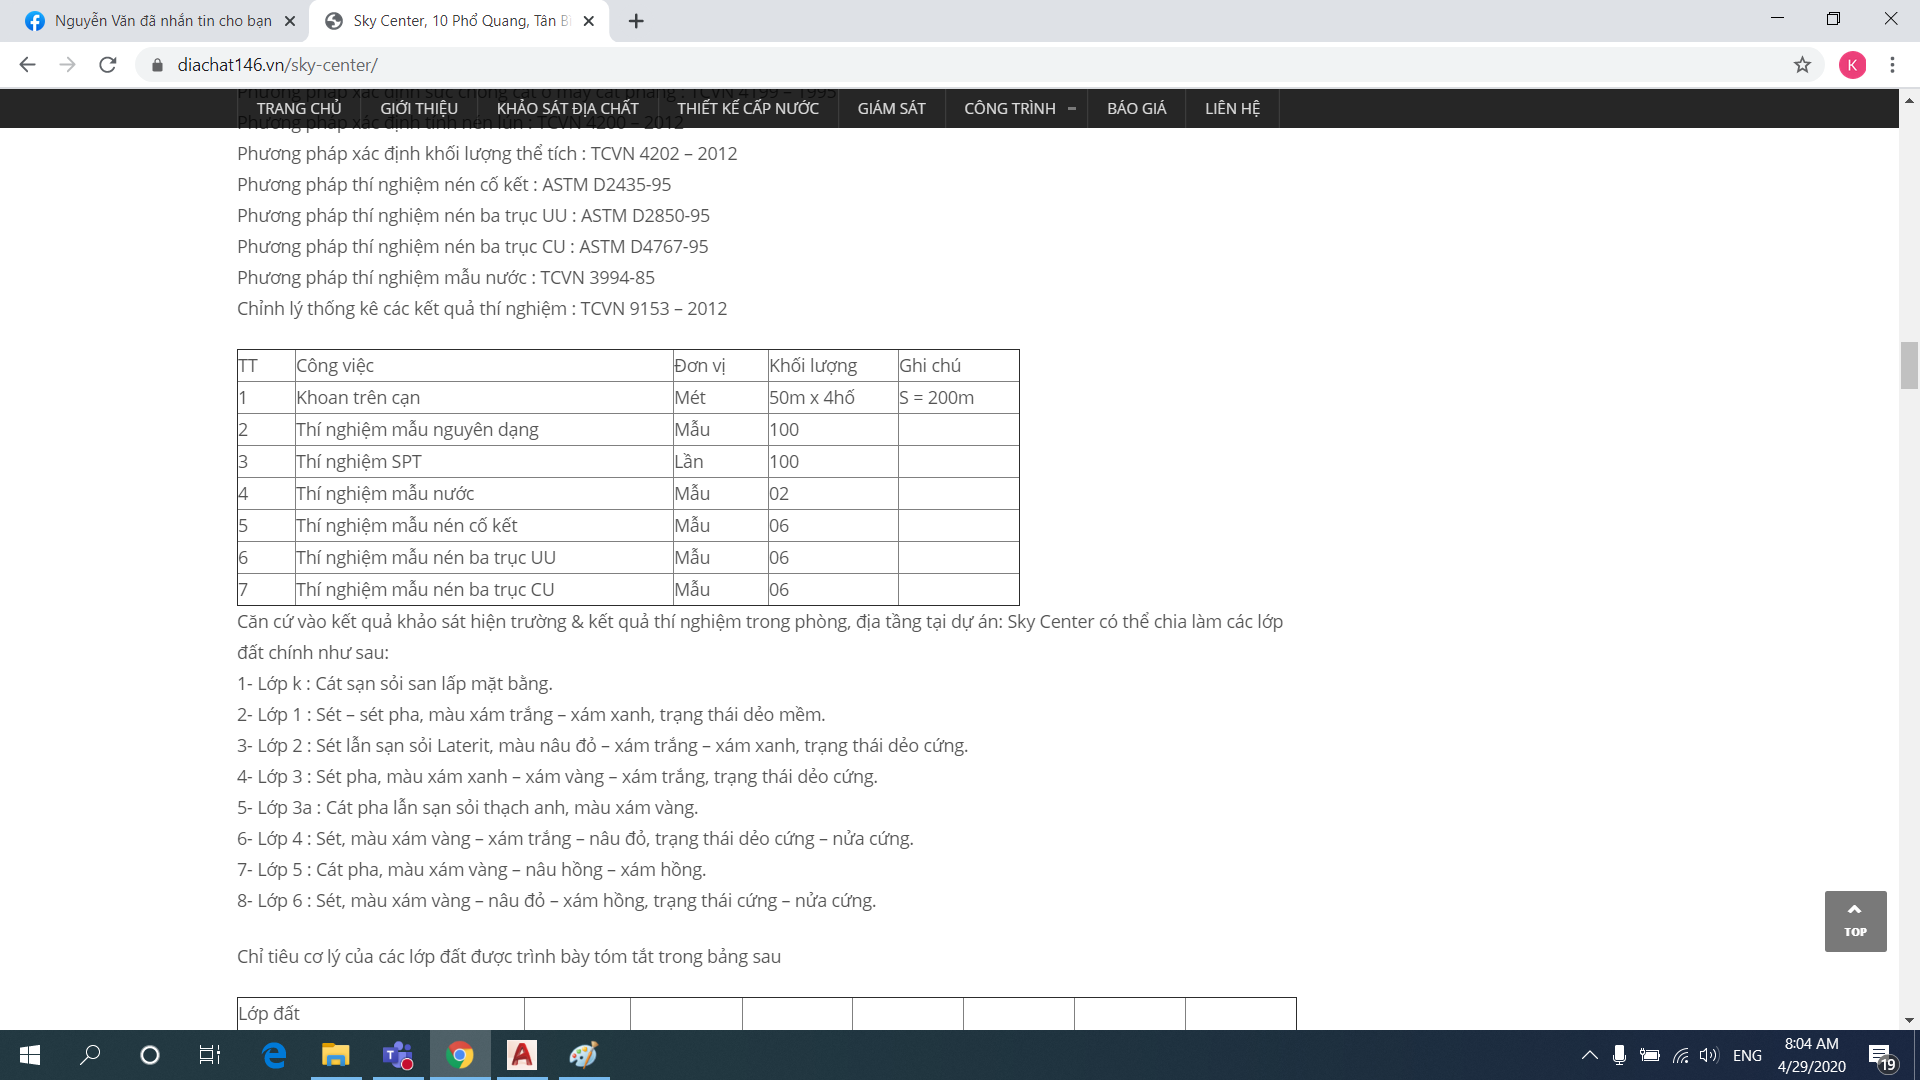 Nguyễn Văn đã nhắn tin cho bạn
Sky Center, 10 Phổ Quang, Tân B
diachat146.vn/sky-center/
K
Phương pháp xác định sức chống cắt ở máy cắt phẳng : TCVN 4199 – 1995
TRANG CHỦ GIỚI THIỆU KHẢO SÁT ĐỊA CHẤT THIẾT KẾ CẤP NƯỚC GIÁM SÁT CÔNG TRÌNH BÁO GIÁ LIÊN HỆ
Phương pháp xác định tính nén lún : TCVN 4200 – 2012
Phương pháp xác định khối lượng thể tích : TCVN 4202 – 2012
Phương pháp thí nghiệm nén cố kết : ASTM D2435-95
Phương pháp thí nghiệm nén ba trục UU : ASTM D2850-95
Phương pháp thí nghiệm nén ba trục CU : ASTM D4767-95
Phương pháp thí nghiệm mẫu nước : TCVN 3994-85
Chỉnh lý thống kê các kết quả thí nghiệm : TCVN 9153 – 2012
TT Công việc Đơn vị Khối lượng Ghi chú
1 Khoan trên cạn Mét 50m x 4hố S = 200m
2 Thí nghiệm mẫu nguyên dạng Mẫu 100
3 Thí nghiệm SPT Lần 100
4 Thí nghiệm mẫu nước Mẫu 02
5 Thí nghiệm mẫu nén cố kết Mẫu 06
6 Thí nghiệm mẫu nén ba trục UU Mẫu 06
7 Thí nghiệm mẫu nén ba trục CU Mẫu 06
Căn cứ vào kết quả khảo sát hiện trường & kết quả thí nghiệm trong phòng, địa tầng tại dự án: Sky Center có thể chia làm các lớp
đất chính như sau:
1- Lớp k : Cát sạn sỏi san lấp mặt bằng.
2- Lớp 1 : Sét – sét pha, màu xám trắng – xám xanh, trạng thái dẻo mềm.
3- Lớp 2 : Sét lẫn sạn sỏi Laterit, màu nâu đỏ – xám trắng – xám xanh, trạng thái dẻo cứng.
4- Lớp 3 : Sét pha, màu xám xanh – xám vàng – xám trắng, trạng thái dẻo cứng.
5- Lớp 3a : Cát pha lẫn sạn sỏi thạch anh, màu xám vàng.
6- Lớp 4 : Sét, màu xám vàng – xám trắng – nâu đỏ, trạng thái dẻo cứng – nửa cứng.
7- Lớp 5 : Cát pha, màu xám vàng – nâu hồng – xám hồng.
8- Lớp 6 : Sét, màu xám vàng – nâu đỏ – xám hồng, trạng thái cứng – nửa cứng.
TOP
Chỉ tiêu cơ lý của các lớp đất được trình bày tóm tắt trong bảng sau
Lớp đất
ENG
8:04 AM
4/29/2020
19